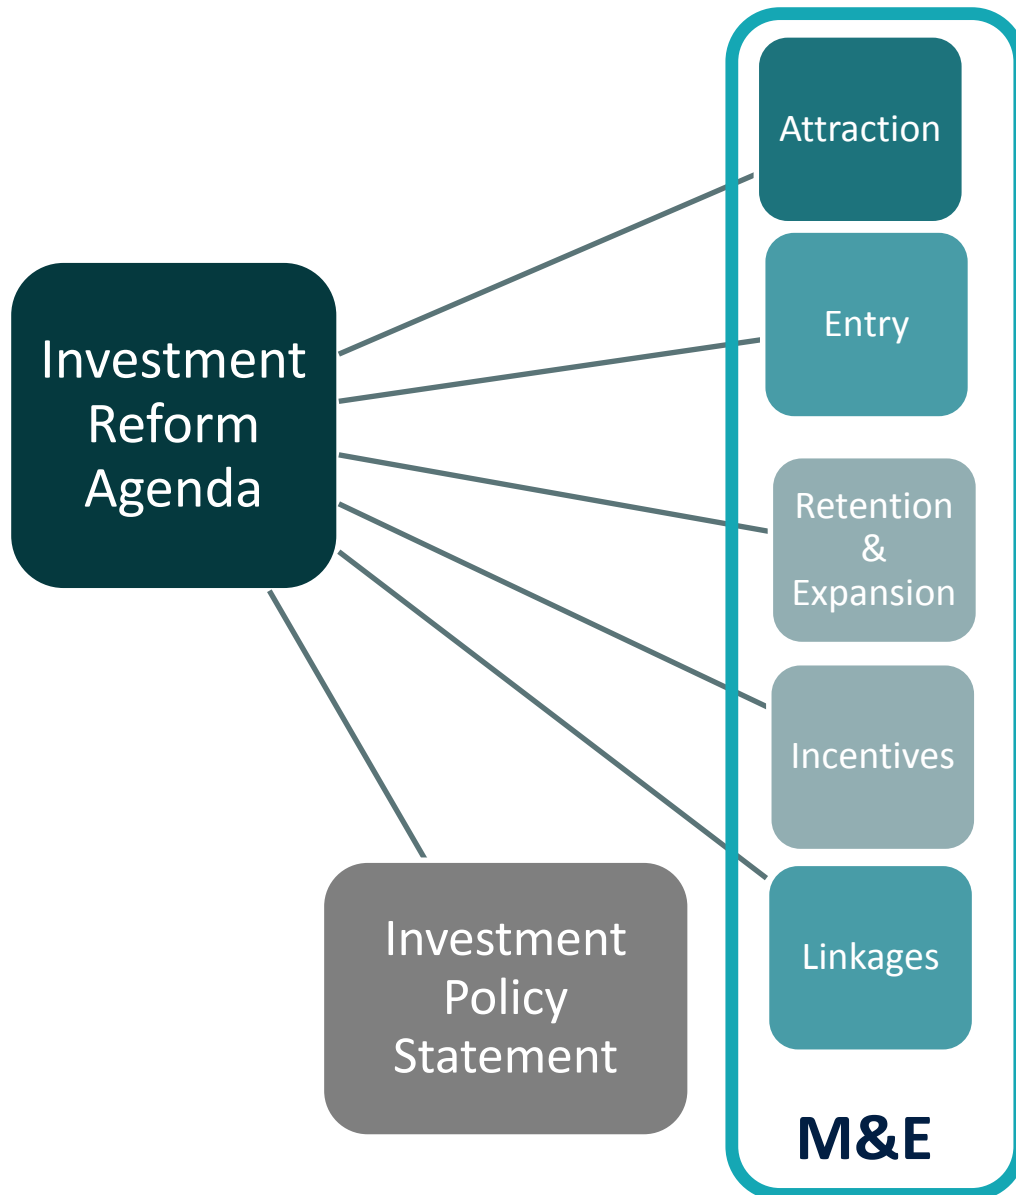 Investment
Reform
Agenda
Attraction
Entry
Retention
&
Expansion
Incentives
Linkages
Investment
Policy
Statement
M&E